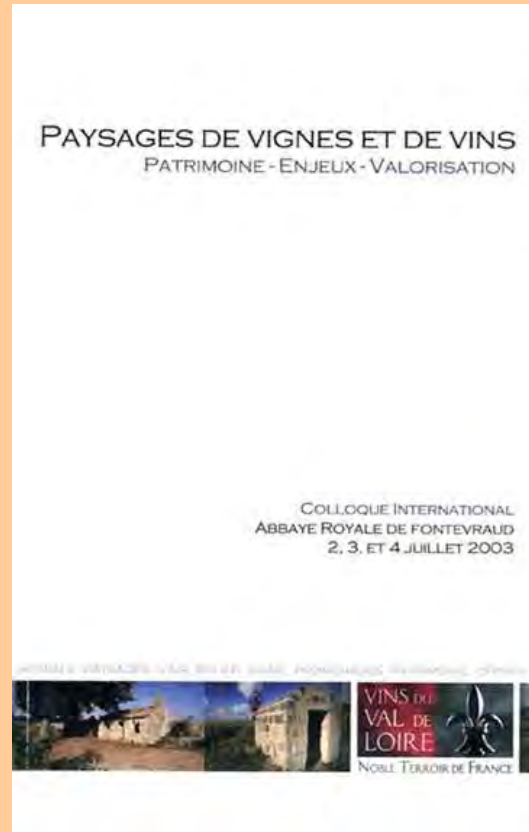 PAYSAGES DE VIGNES ET DE VINS
PATRIMOINE - ENJEUX - VALORISATION
COLLOQUE INTERNATIONAL
ABBAYE ROYALE DE FONTEVRAUD
2, 3, ET 4 JUILLET 2003
VINS DU
VAL DE
LOIRE
NOBLE TERROIR DE FRANCE